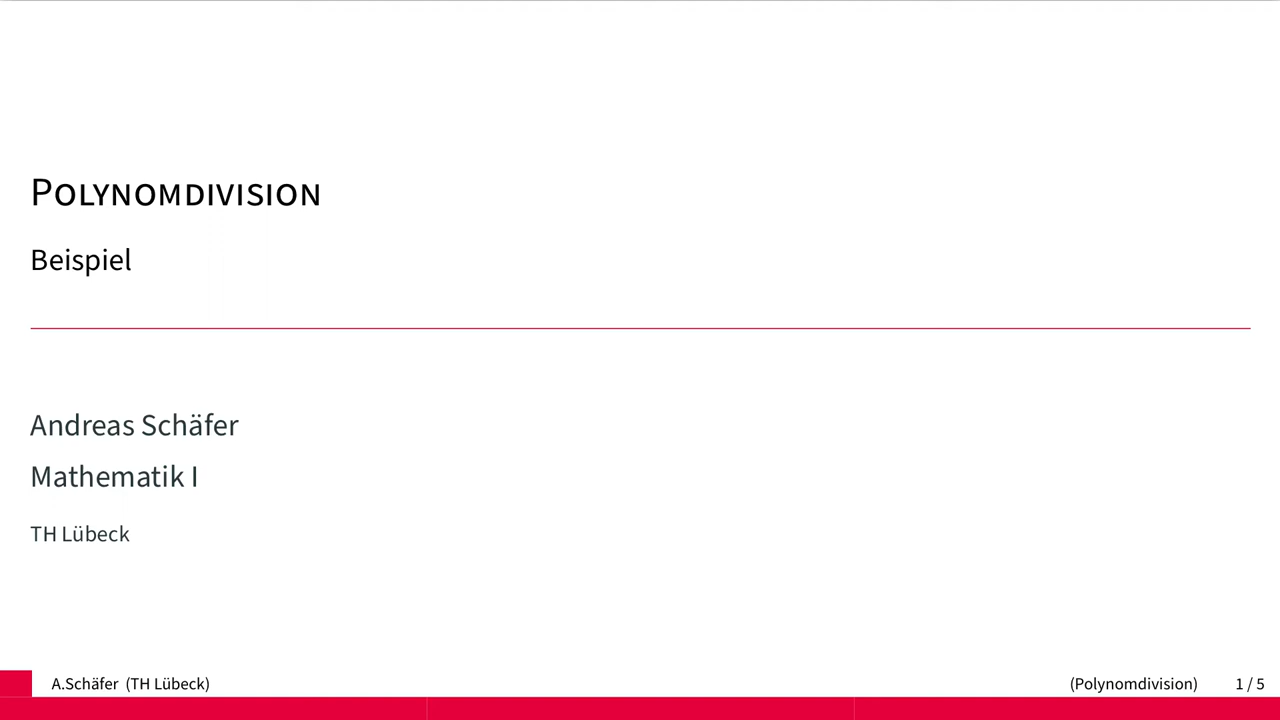 Polynomdivision
Beispiel
Andreas Schäfer
Mathematik I
TH Lübeck
A.Schäfer (TH Lübeck) (Polynomdivision) 1 / 5